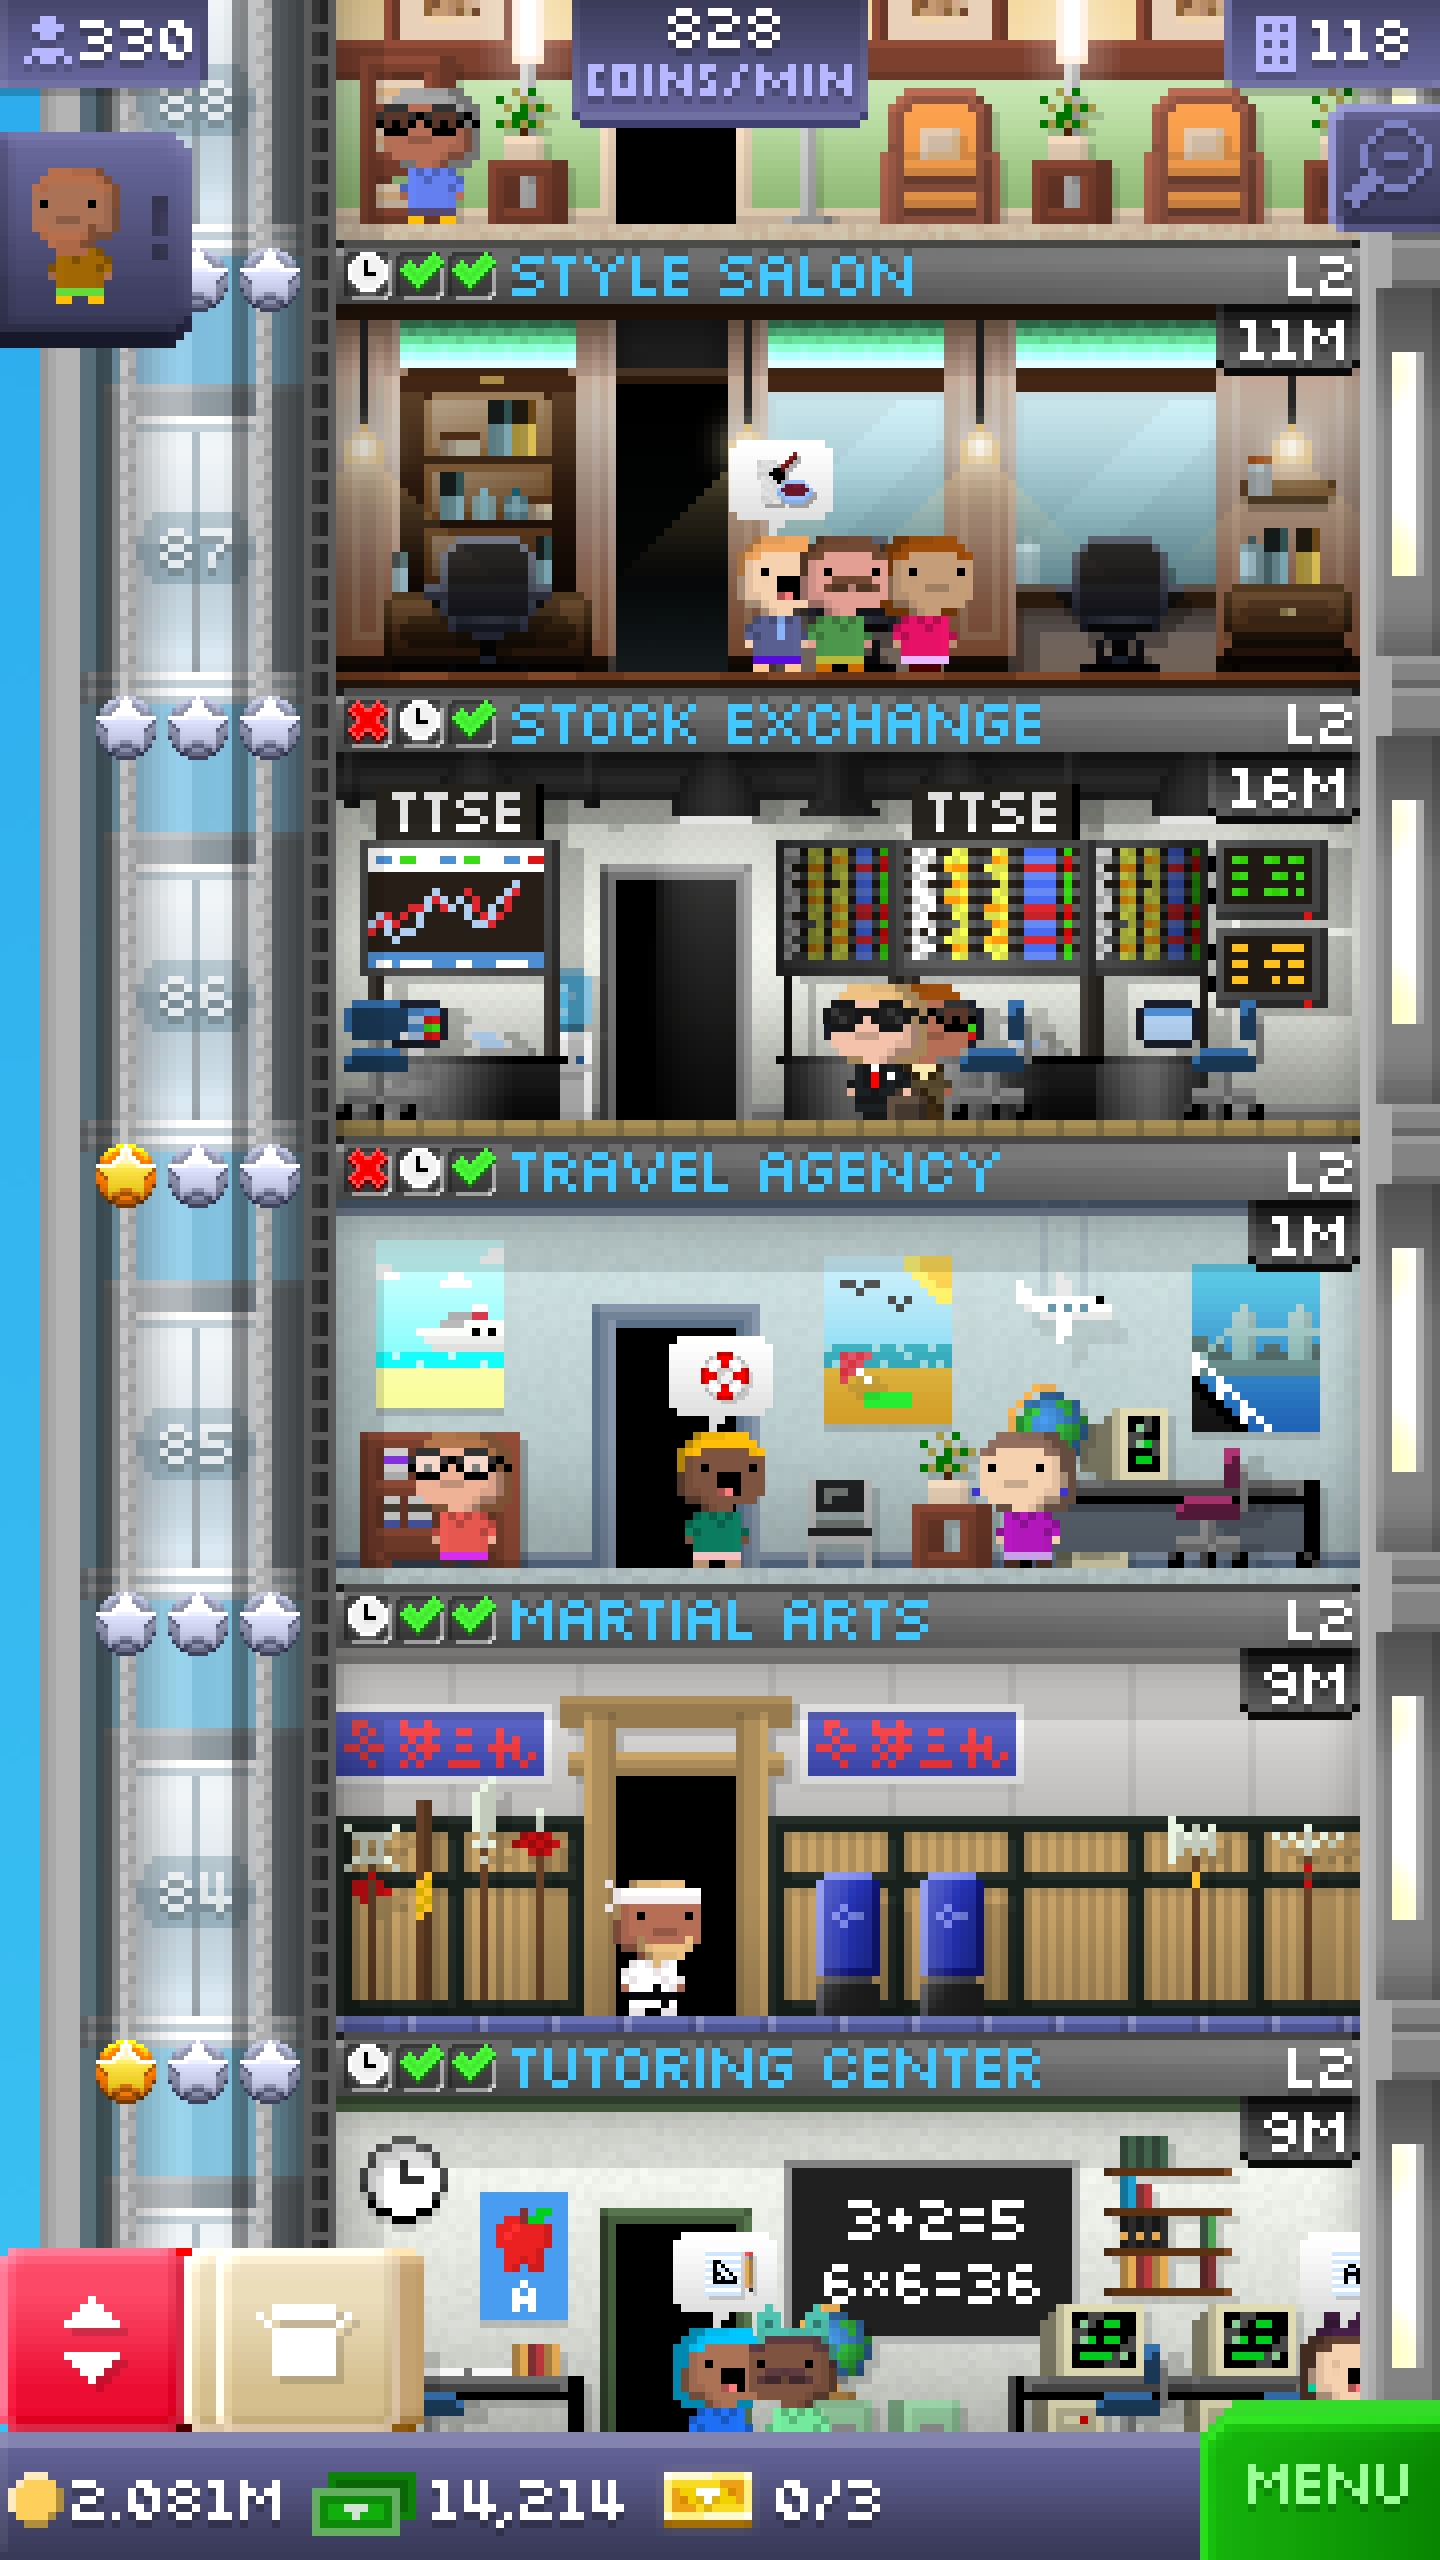 330
828
COINS/MIN
118
88
STYLE SALON
L2
11M
87
STOCK EXCHANGE
L2
16M
TTSE
TTSE
86
TRAVEL AGENCY
L2
1M
85
MARTIAL ARTS
L2
9M
84
TUTORING CENTER
L2
9M
3+2=5
6×6=36
A
A
2.081M
14,214
0/3
MENU